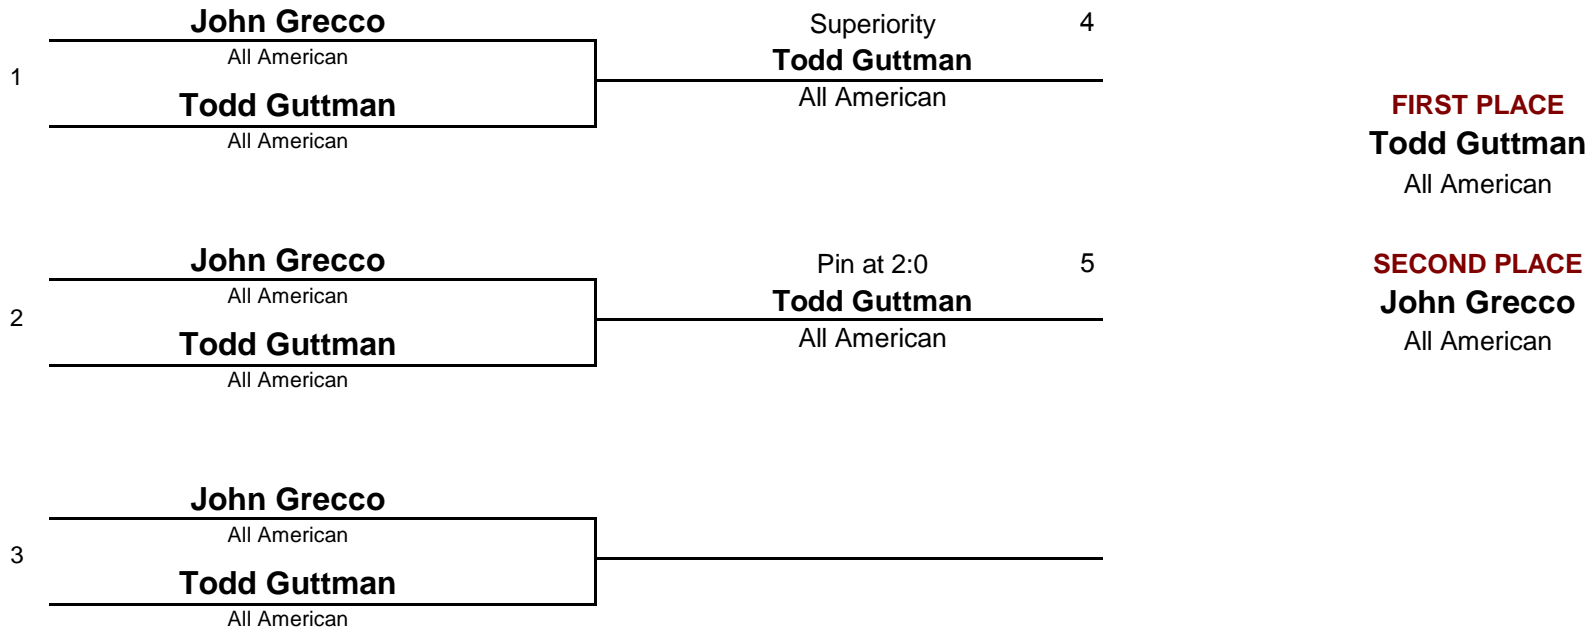 John Grecco
All American
1
Todd Guttman
All American
Superiority 4
Todd Guttman
All American
FIRST PLACE
Todd Guttman
All American
John Grecco
All American
2
Todd Guttman
All American
Pin at 2:0 5
Todd Guttman
All American
SECOND PLACE
John Grecco
All American
John Grecco
All American
3
Todd Guttman
All American